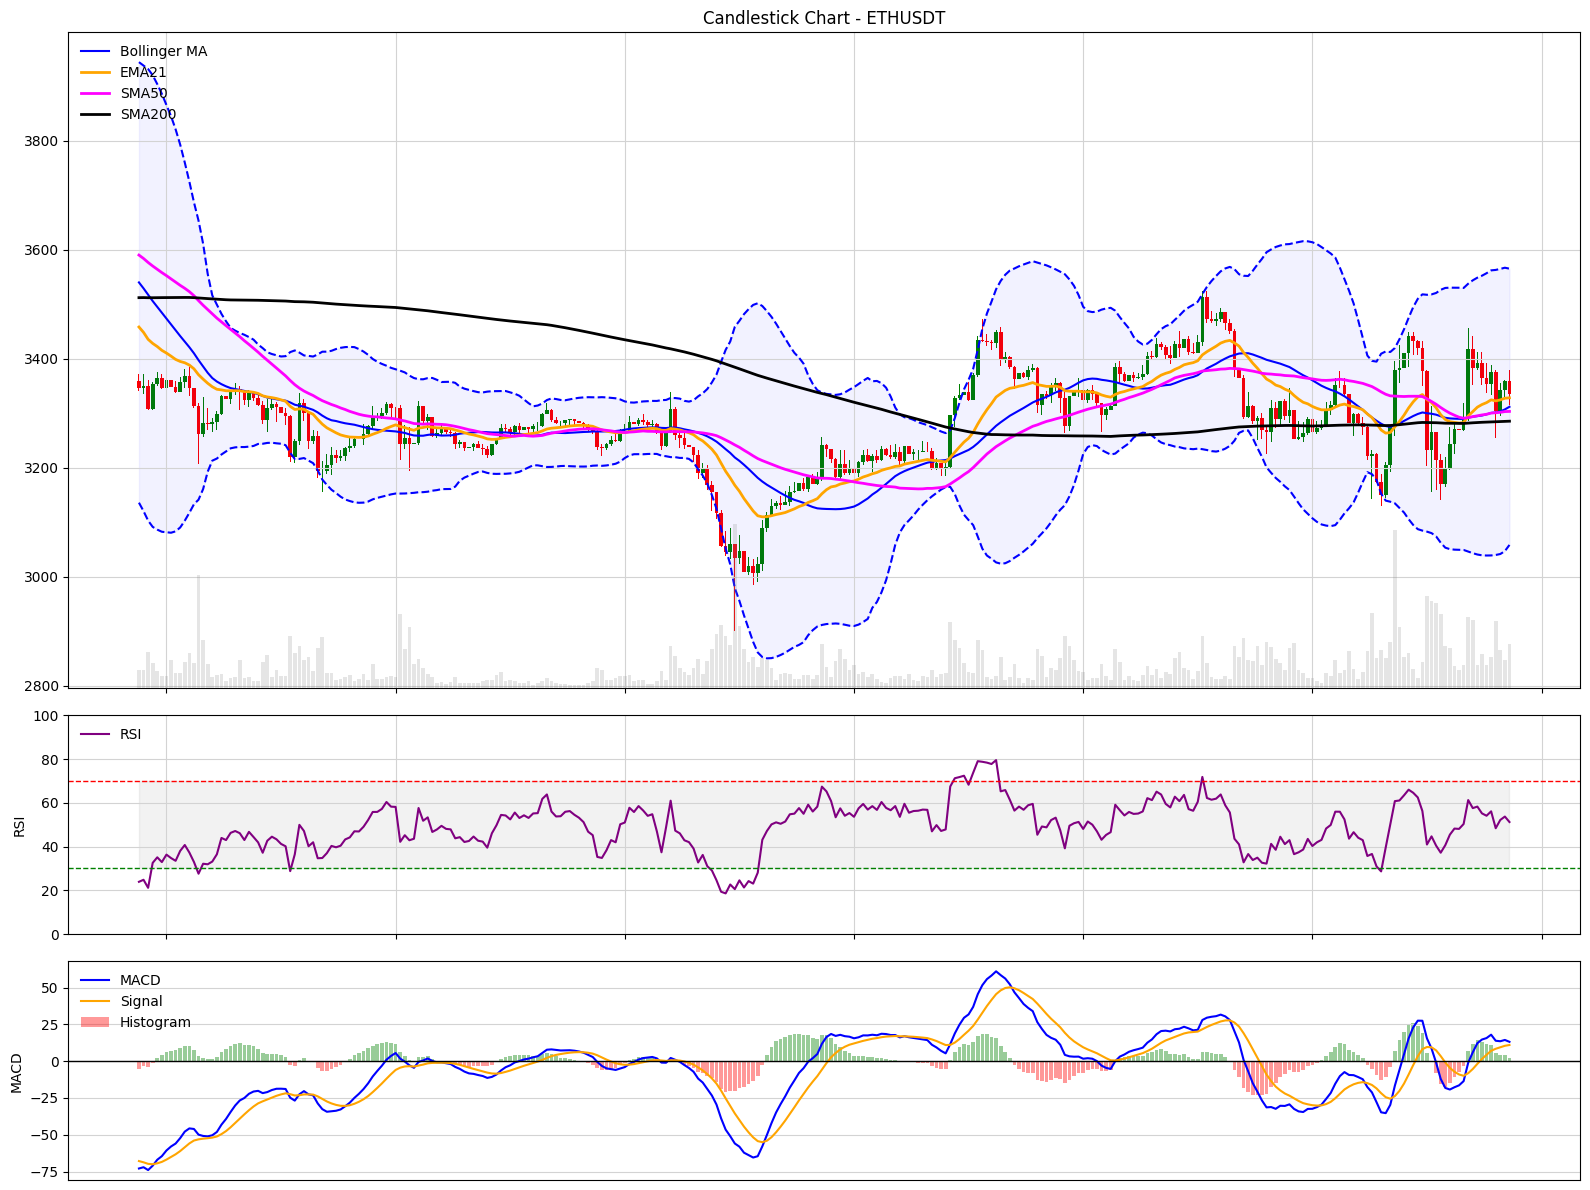 Candlestick Chart - ETHUSDT
Bollinger MA
EMA21
SMA50
SMA200
3800
3600
3400
3200
3000
2800
100
RSI
80
60
RSI
40
20
0
MACD
50
Signal
25
Histogram
0
MACD
−25
−50
−75